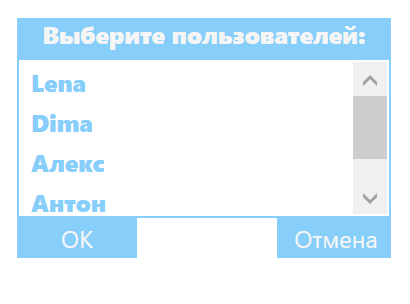 Выберите пользователей:
Lena
Dima
Алекс
Антон
OK
Отмена